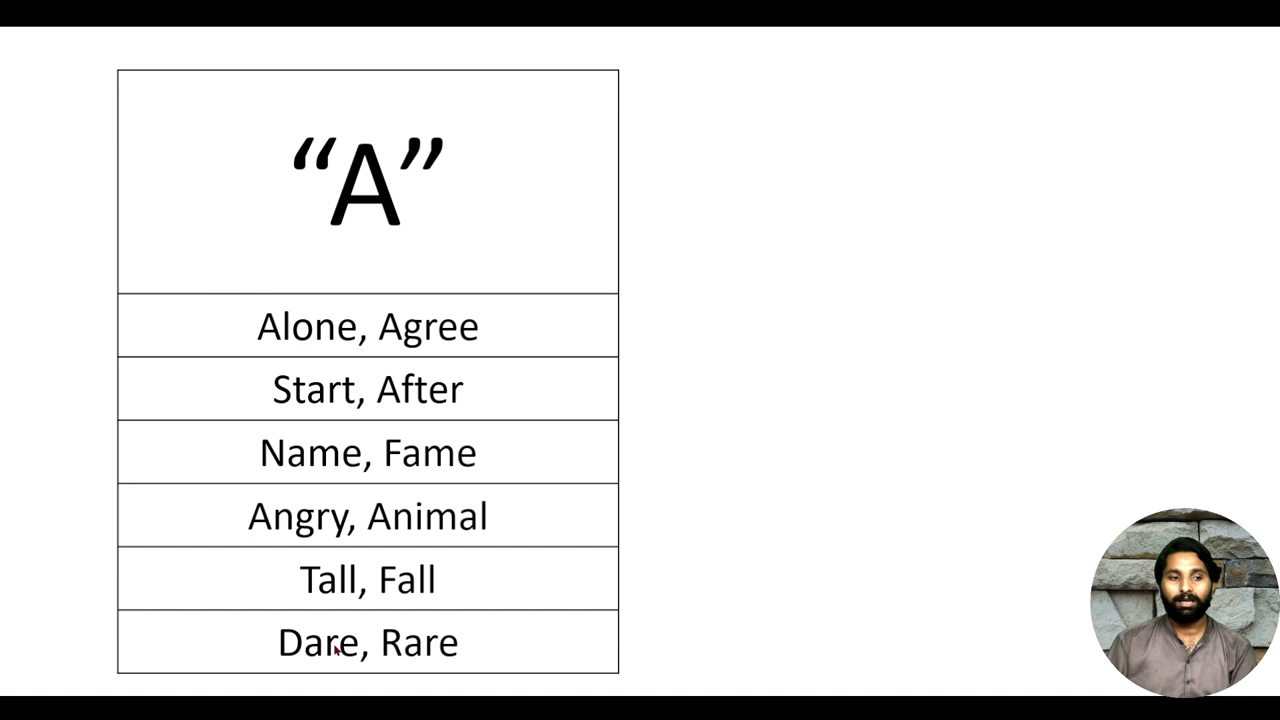 “A”
Alone, Agree
Start, After
Name, Fame
Angry, Animal
Tall, Fall
Dare, Rare